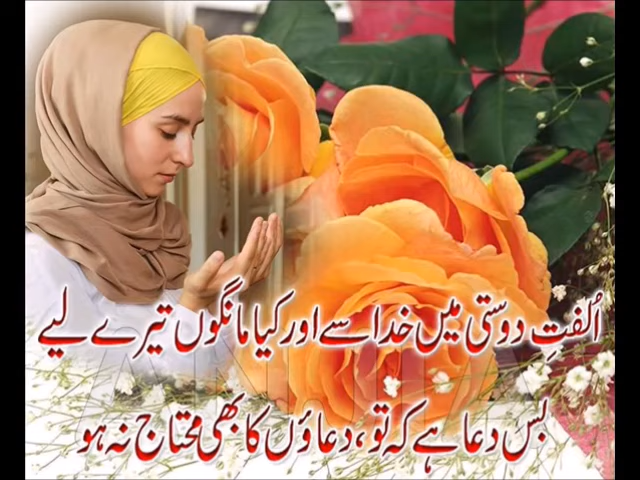 اُلفتِ دوستی میں خدا سے اور کیا مانگوں تیرے لیے
بس دعا ہے کہ تو، دعاؤں کا بھی محتاج نہ ہو